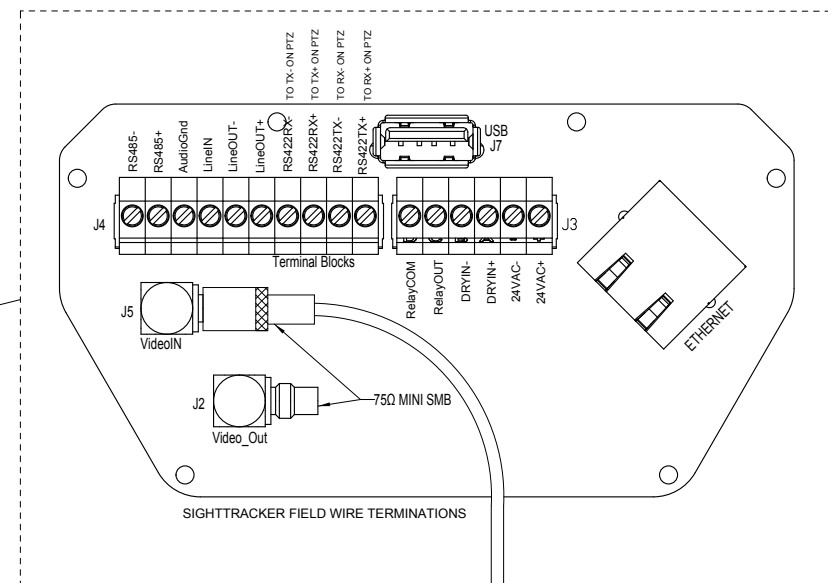 TO TX- ON PTZ
TO TX+ ON PTZ
TO RX- ON PTZ
TO RX+ ON PTZ
RS485-
RS485+
AudioGnd
LineIN
LineOUT-
LineOUT+
RS422RX-
RS422RX+
RS422TX-
RS422TX+
USB
J7
J4
J3
Terminal Blocks
RelayCOM
RelayOUT
DRYIN-
DRYIN+
24VAC-
24VAC+
ETHERNET
J5
VideoIN
J2
Video_Out
75Ω MINI SMB
SIGHTTRACKER FIELD WIRE TERMINATIONS